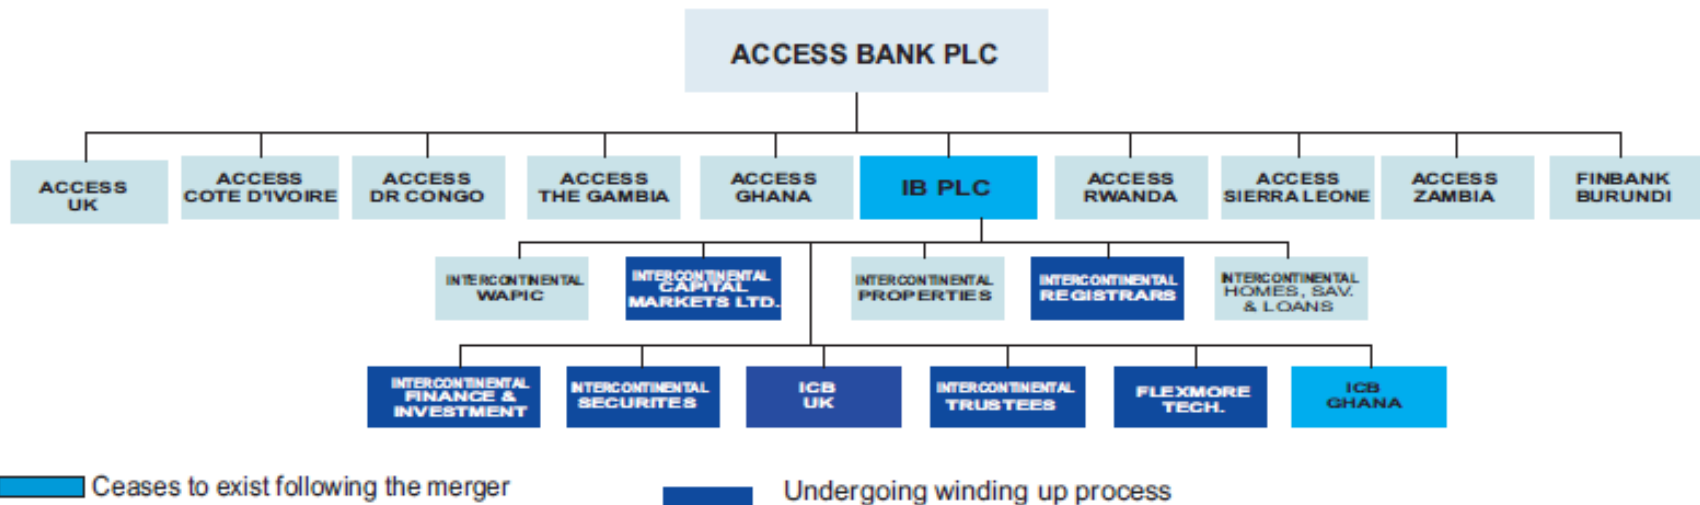 ACCESS BANK PLC
ACCESS
UK
ACCESS
COTE D'IVOIRE
ACCESS
DR CONGO
ACCESS
THE GAMBIA
ACCESS
GHANA
IB PLC
ACCESS
RWANDA
ACCESS
SIERRA LEONE
ACCESS
ZAMBIA
FINBANK
BURUNDI
INTERCONTINENTAL
WAPIC
INTERCONTINENTAL
CAPITAL
MARKETS LTD.
INTERCONTINENTAL
PROPERTIES
INTERCONTINENTAL
REGISTRARS
INTERCONTINENTAL
HOMES, SAV.
& LOANS
INTERCONTINENTAL
FINANCE &
INVESTMENT
INTERCONTINENTAL
SECURITES
ICB
UK
INTERCONTINENTAL
TRUSTEES
FLEXMORE
TECH.
ICB
GHANA
Ceases to exist following the merger
Undergoing winding up process